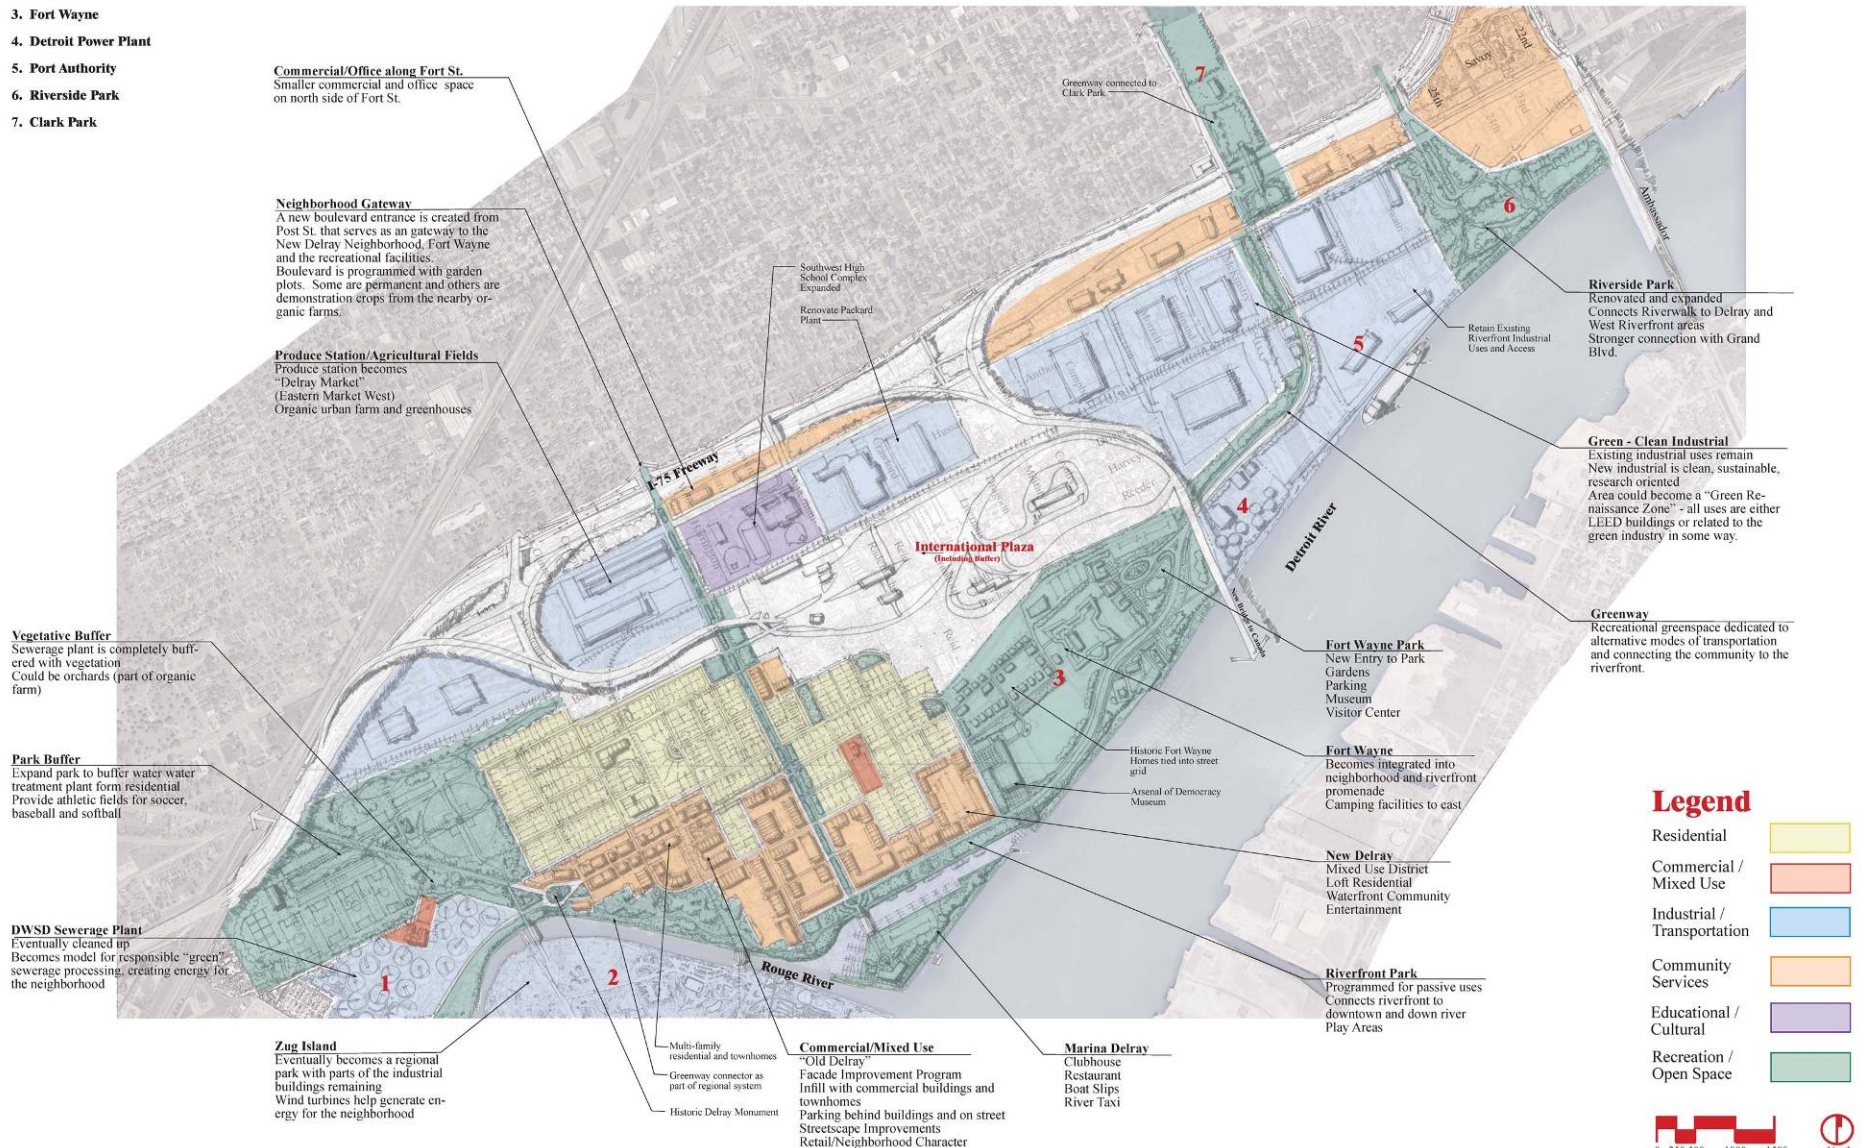 3. Fort Wayne
4. Detroit Power Plant
5. Port Authority
6. Riverside Park
7. Clark Park
Commercial/Office along Fort St.
Smaller commercial and office space
on north side of Fort St.
Neighborhood Gateway
A new boulevard entrance is created from
Post St. that serves as an gateway to the
New Delray Neighborhood, Fort Wayne
and the recreational facilities.
Boulevard is programmed with garden
plots. Some are permanent and others are
demonstration crops from the nearby or-
ganic farms.
Produce Station/Agricultural Fields
Produce station becomes
“Delray Market”
(Eastern Market West)
Organic urban farm and greenhouses
Vegetative Buffer
Sewerage plant is completely buff-
ered with vegetation
Could be orchards (part of organic
farm)
Park Buffer
Expand park to buffer water water
treatment plant form residential
Provide athletic fields for soccer,
baseball and softball
DWSD Sewerage Plant
Eventually cleaned up
Becomes model for responsible “green”
sewerage processing, creating energy for
the neighborhood
Zug Island
Eventually becomes a regional
park with parts of the industrial
buildings remaining
Wind turbines help generate en-
ergy for the neighborhood
Multi-family
residential and townhomes
Greenway connector as
part of regional system
Historic Delray Monument
Commercial/Mixed Use
“Old Delray”
Facade Improvement Program
Infill with commercial buildings and
townhomes
Parking behind buildings and on street
Streetscape Improvements
Retail/Neighborhood Character
Marina Delray
Clubhouse
Restaurant
Boat Slips
River Taxi
Riverfront Park
Programmed for passive uses
Connects riverfront to
downtown and down river
Play Areas
New Delray
Mixed Use District
Loft Residential
Waterfront Community
Entertainment
Fort Wayne
Becomes integrated into
neighborhood and riverfront
promenade
Camping facilities to east
Fort Wayne Park
New Entry to Park
Gardens
Parking
Museum
Visitor Center
Historic Fort Wayne
Homes tied into street
grid
Arsenal of Democracy
Museum
Greenway
Recreational greenspace dedicated to
alternative modes of transportation
and connecting the community to the
riverfront.
Green - Clean Industrial
Existing industrial uses remain
New industrial is clean, sustainable,
research oriented
Area could become a “Green Re-
naissance Zone” - all uses are either
LEED buildings or related to the
green industry in some way.
Riverside Park
Renovated and expanded
Connects Riverwalk to Delray and
West Riverfront areas
Stronger connection with Grand
Blvd.
Retain Existing
Riverfront Industrial
Uses and Access
Greenway connected to
Clark Park
Southwest High
School Complex
Expanded
Renovate Packard
Plant
I-75 Freeway
International Plaza
(Including Buffer)
Detroit River
Rouge River
Ambassador
New Bridge to Canada
Savoy
22nd
25th
24th
Anthon
Campbell
Harvey
Reeder
1
2
3
4
5
6
7
Legend
Residential
Commercial /
Mixed Use
Industrial /
Transportation
Community
Services
Educational /
Cultural
Recreation /
Open Space